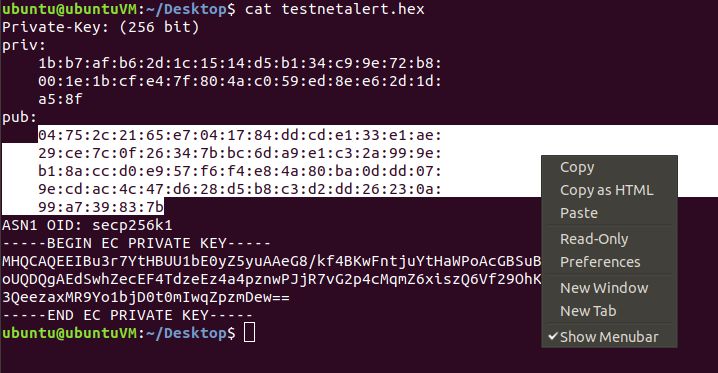 ubuntu@ubuntuVM:~/Desktop$ cat testnetalert.hex
Private-Key: (256 bit)
priv:
1b:b7:af:b6:2d:1c:15:14:d5:b1:34:c9:9e:72:b8:
00:1e:1b:cf:e4:7f:80:4a:c0:59:ed:8e:e6:2d:1d:
a5:8f
pub:
04:75:2c:21:65:e7:04:17:84:dd:cd:e1:33:e1:ae:
29:ce:7c:0f:26:34:7b:bc:6d:a9:e1:c3:2a:99:9e:
b1:8a:cc:d0:e9:57:f6:f4:e8:4a:80:ba:0d:dd:07:
9e:cd:ac:4c:47:d6:28:d5:b8:c3:d2:dd:26:23:0a:
99:a7:39:83:7b
ASN1 OID: secp256k1
-----BEGIN EC PRIVATE KEY-----
MHQCAQEEIBu3r7YtHBUU1bE0yZ5yuAAeG8/kf4BKwFntjuYtHaWPoAcGBSuB
oUQDQgAEdSwhZecEF4TdzeEz4a4pznwPJjR7vG2p4cMqmZ6xiszQ6Vf29OhK
3QeezaxMR9Yo1bjD0t0mIwqZpzmDew==
-----END EC PRIVATE KEY-----
ubuntu@ubuntuVM:~/Desktop$
Copy
Copy as HTML
Paste
Read-Only
Preferences
New Window
New Tab
Show Menubar